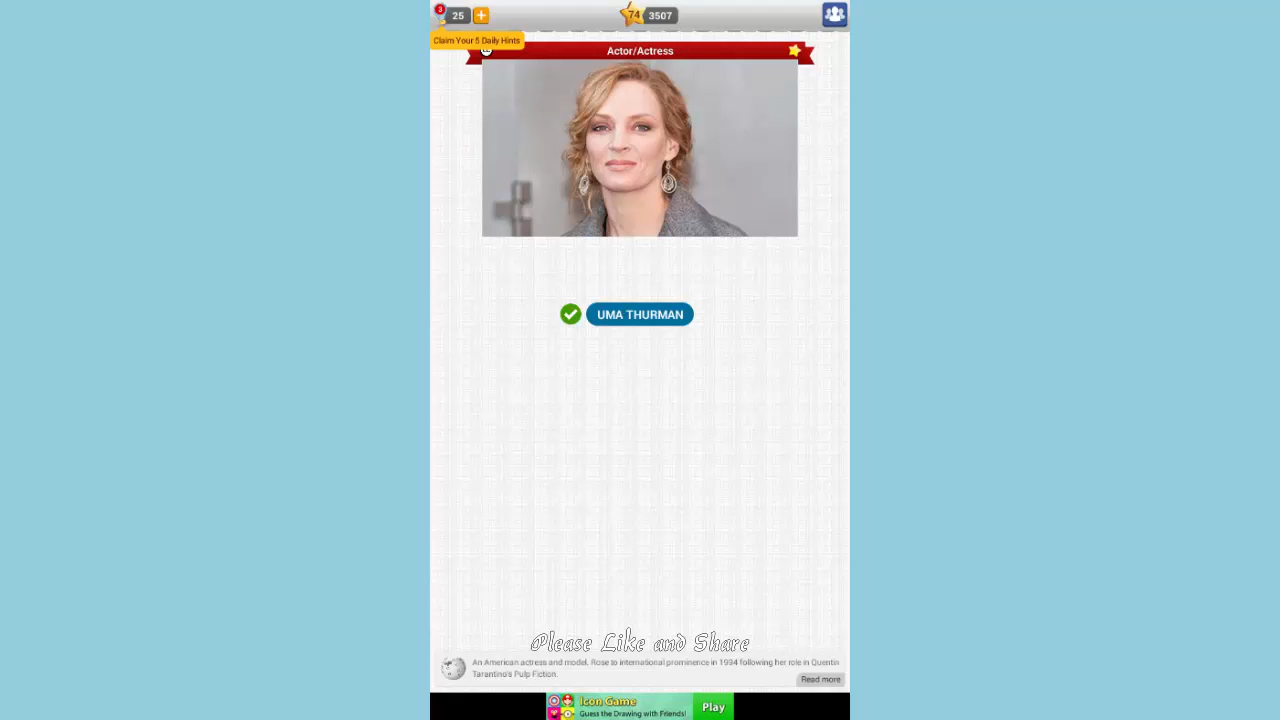 3
25
74
3507
Claim Your 5 Daily Hints
Actor/Actress
UMA THURMAN
Please Like and Share
An American actress and model. Rose to international prominence in 1994 following her role in Quentin
Tarantino's Pulp Fiction.
Read more
Icon Game
Guess the Drawing with Friends!
Play